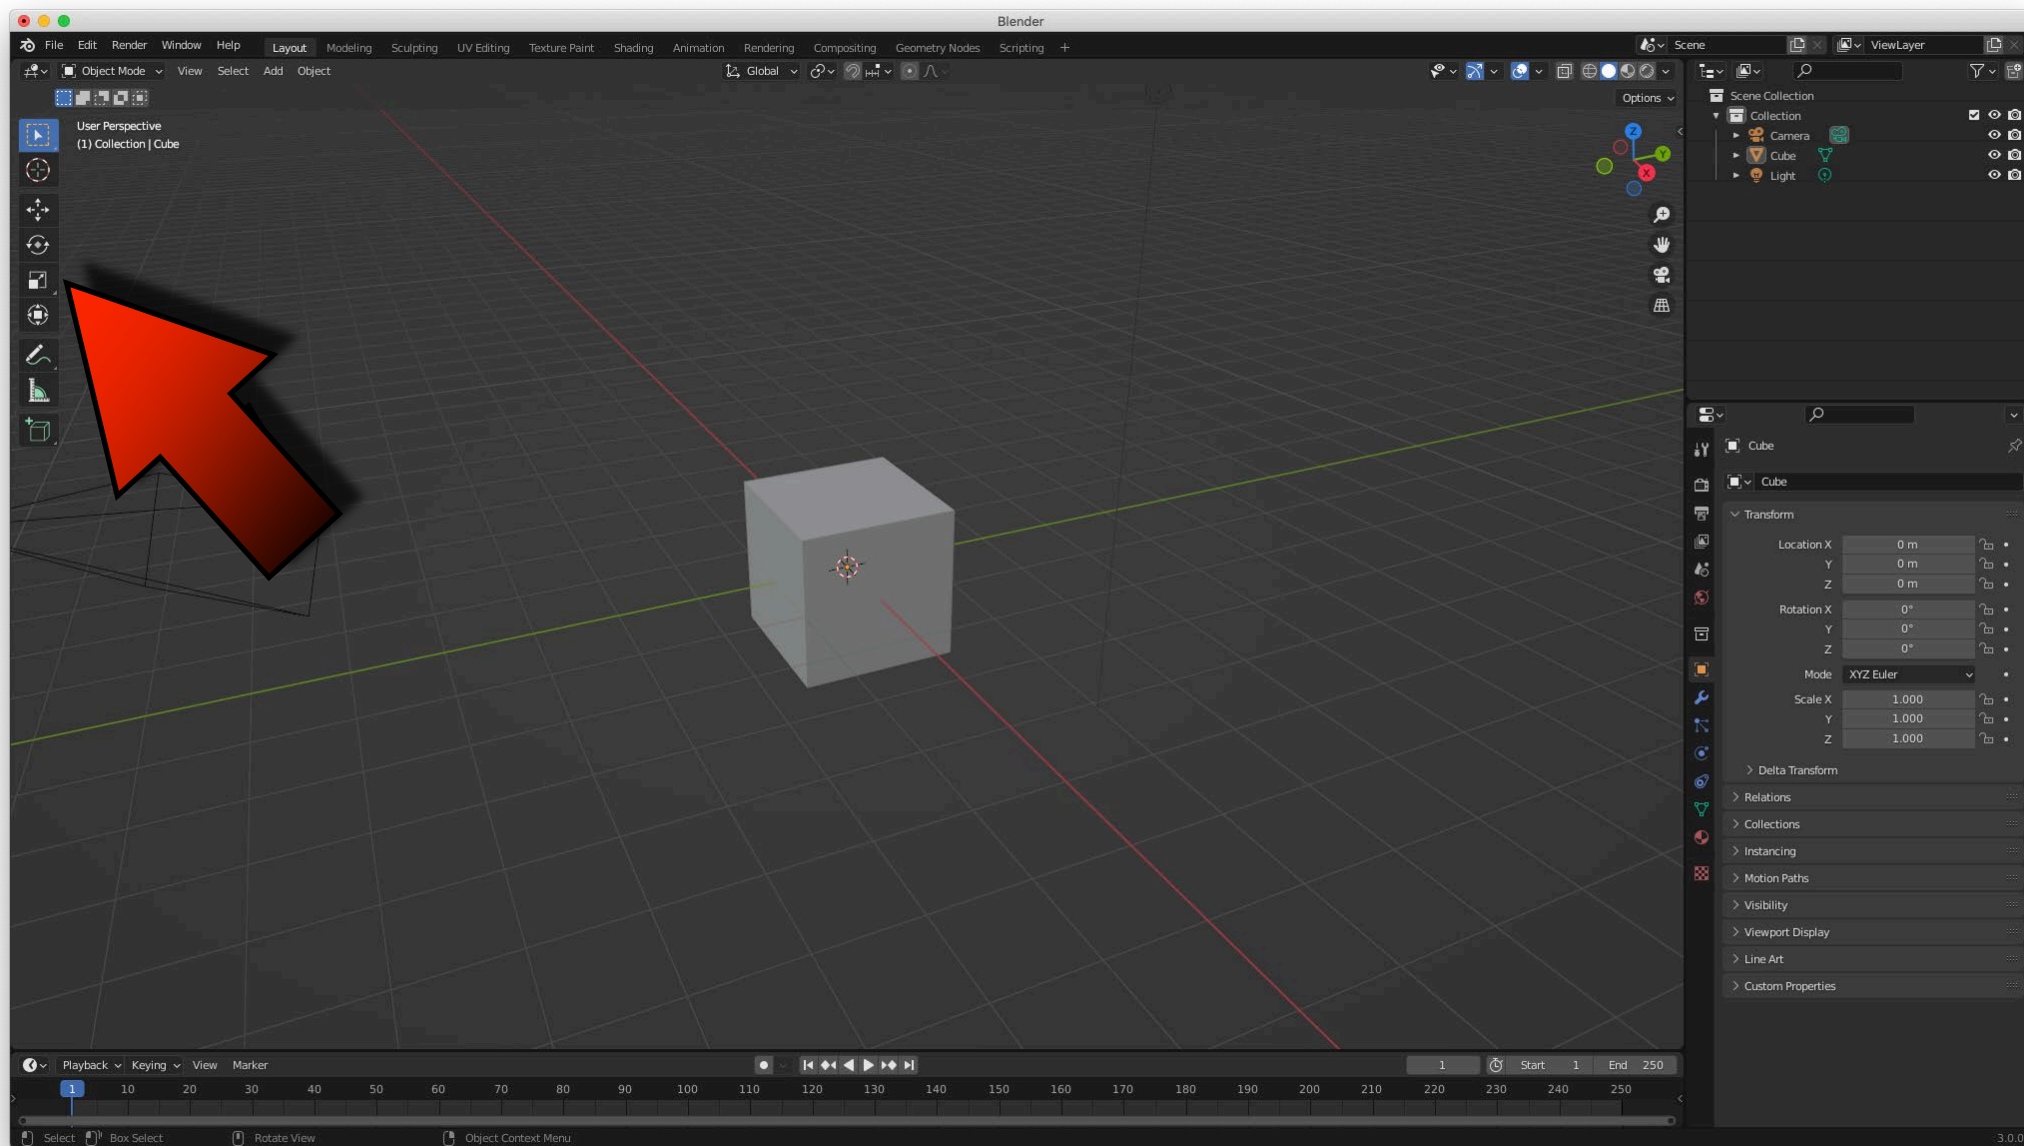 Blender
File Edit Render Window Help Layout Modeling Sculpting UV Editing Texture Paint Shading Animation Rendering Compositing Geometry Nodes Scripting + Scene ViewLayer
Object Mode View Select Add Object Global
Options
User Perspective
(1) Collection | Cube
Z
Y
X
Scene Collection
Collection
Camera
Cube
Light
Cube
Cube
Transform
Location X 0 m
Y 0 m
Z 0 m
Rotation X 0°
Y 0°
Z 0°
Mode XYZ Euler
Scale X 1.000
Y 1.000
Z 1.000
Delta Transform
Relations
Collections
Instancing
Motion Paths
Visibility
Viewport Display
Line Art
Custom Properties
Playback Keying View Marker 1 Start 1 End 250
1 10 20 30 40 50 60 70 80 90 100 110 120 130 140 150 160 170 180 190 200 210 220 230 240 250
Select Box Select Rotate View Object Context Menu 3.0.0